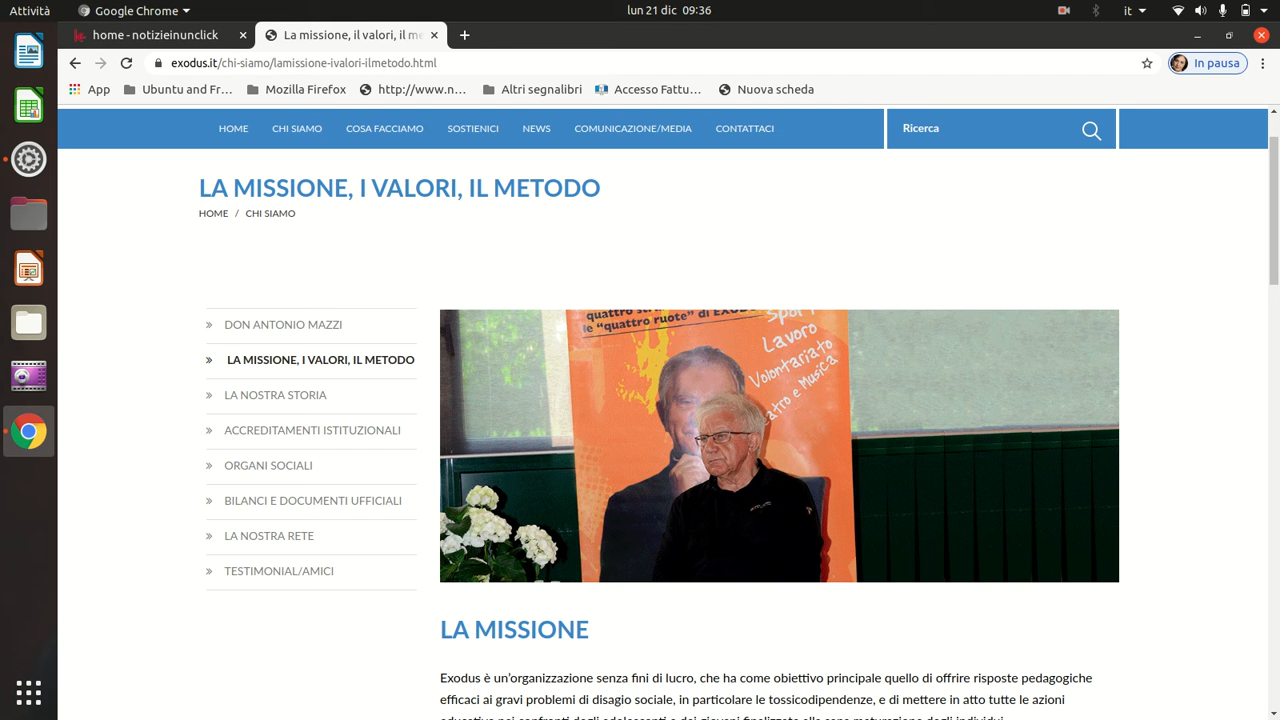 Attività
Google Chrome
lun 21 dic 09:36
it
home - notizieinunclick
La missione, il valori, il me
exodus.it/chi-siamo/lamissione-ivalori-ilmetodo.html
In pausa
App
Ubuntu and Fr...
Mozilla Firefox
http://www.n...
Altri segnalibri
Accesso Fattu...
Nuova scheda
HOME
CHI SIAMO
COSA FACCIAMO
SOSTIENICI
NEWS
COMUNICAZIONE/MEDIA
CONTATTACI
Ricerca
LA MISSIONE, I VALORI, IL METODO
HOME / CHI SIAMO
DON ANTONIO MAZZI
LA MISSIONE, I VALORI, IL METODO
LA NOSTRA STORIA
ACCREDITAMENTI ISTITUZIONALI
ORGANI SOCIALI
BILANCI E DOCUMENTI UFFICIALI
LA NOSTRA RETE
TESTIMONIAL/AMICI
quattro
le "quattro ruote" di
Sport
Lavoro
Volontariato
e Musica
LA MISSIONE
Exodus è un'organizzazione senza fini di lucro, che ha come obiettivo principale quello di offrire risposte pedagogiche
efficaci ai gravi problemi di disagio sociale, in particolare le tossicodipendenze, e di mettere in atto tutte le azioni